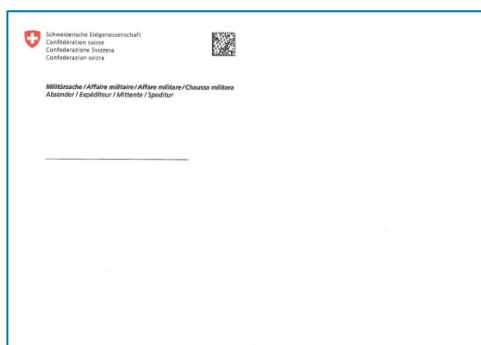 Schweizerische Eidgenossenschaft
Confédération suisse
Confederazione Svizzera
Confederaziun svizra
Militärsache / Affaire militaire / Affare militare / Chaussa militara
Absender / Expéditeur / Mittente / Speditur